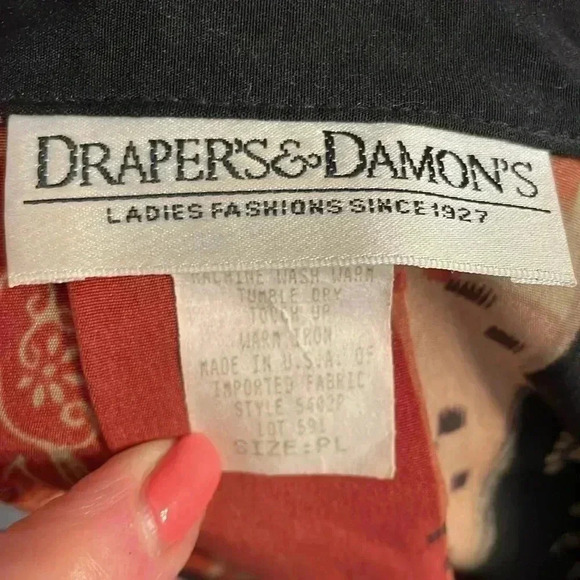 DRAPER'S & DAMON'S
LADIES FASHIONS SINCE 1927
MACHINE WASH WARM
TUMBLE DRY
TOUCH UP
WARM IRON
MADE IN U.S.A. OF
IMPORTED FABRIC
STYLE
LOT 591
SIZE:PL